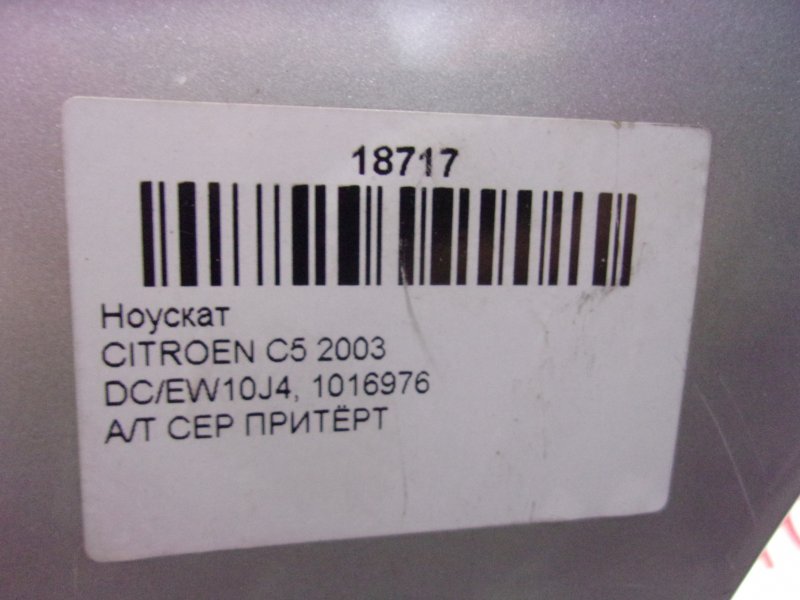 18717
Ноускат
CITROEN C5 2003
DC/EW10J4, 1016976
А/Т СЕР ПРИТЁРТ